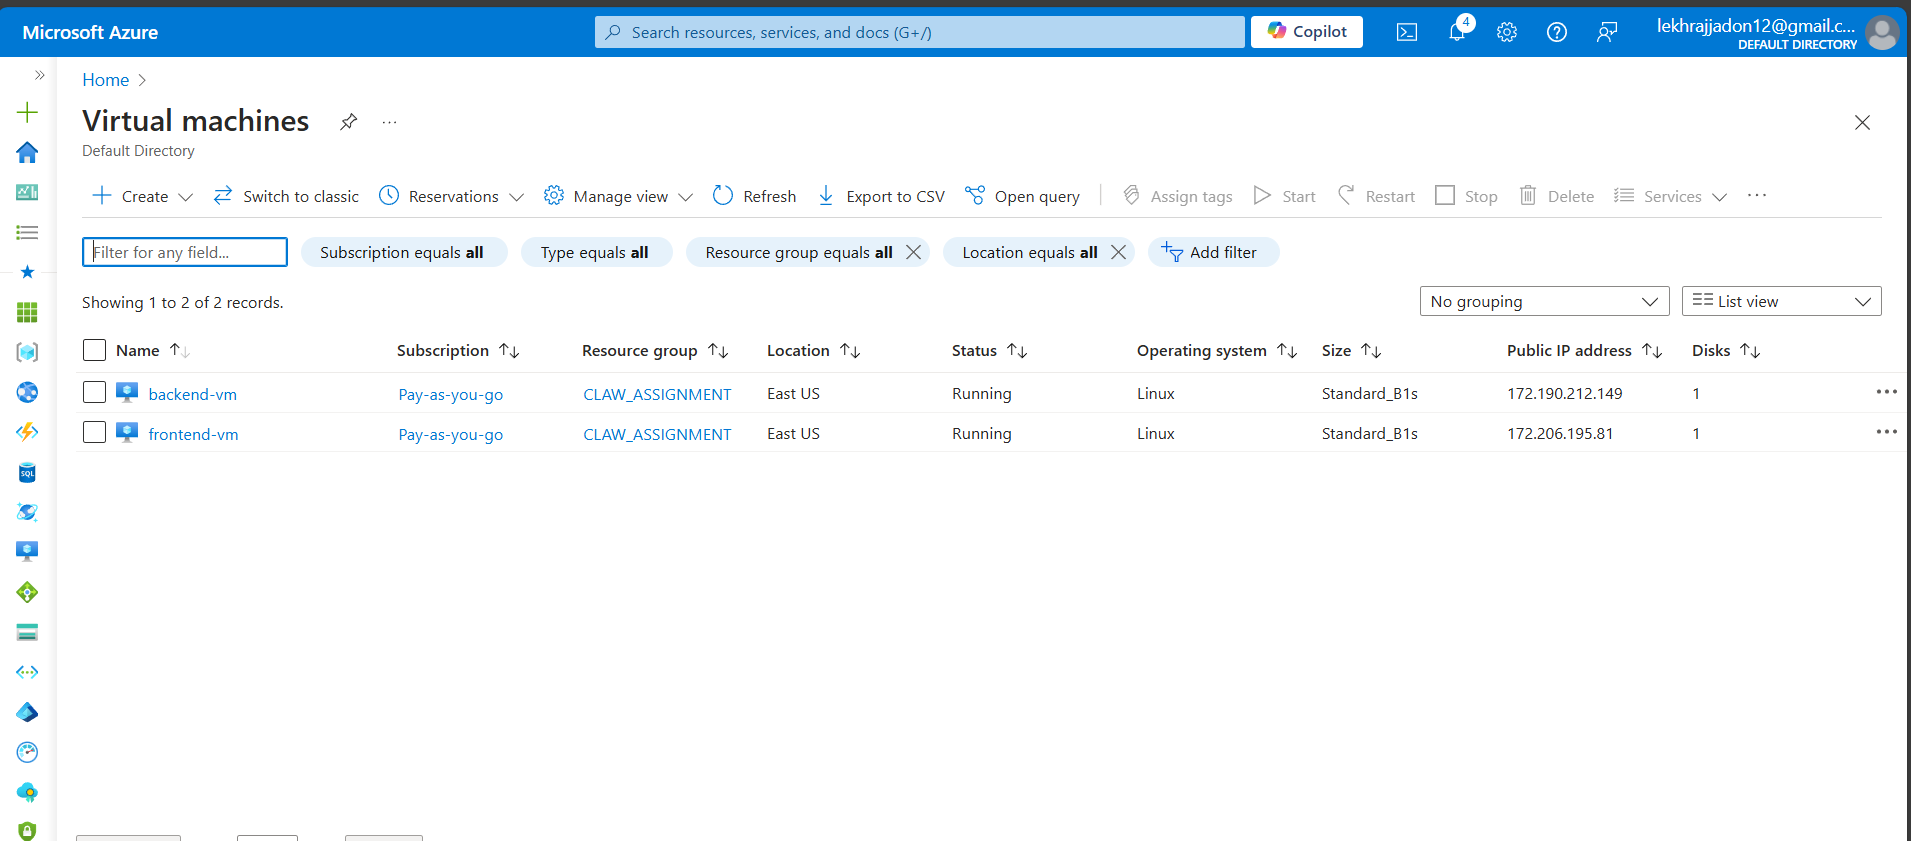 Microsoft Azure
Search resources, services, and docs (G+/)
Copilot
4
lekhrajjadon12@gmail.c...
DEFAULT DIRECTORY
Home
Virtual machines
Default Directory
Create
Switch to classic
Reservations
Manage view
Refresh
Export to CSV
Open query
Assign tags
Start
Restart
Stop
Delete
Services
Filter for any field...
Subscription equals all
Type equals all
Resource group equals all
Location equals all
Add filter
Showing 1 to 2 of 2 records.
No grouping
List view
Name Subscription Resource group Location Status Operating system Size Public IP address Disks
backend-vm Pay-as-you-go CLAW_ASSIGNMENT East US Running Linux Standard_B1s 172.190.212.149 1
frontend-vm Pay-as-you-go CLAW_ASSIGNMENT East US Running Linux Standard_B1s 172.206.195.81 1
SQL